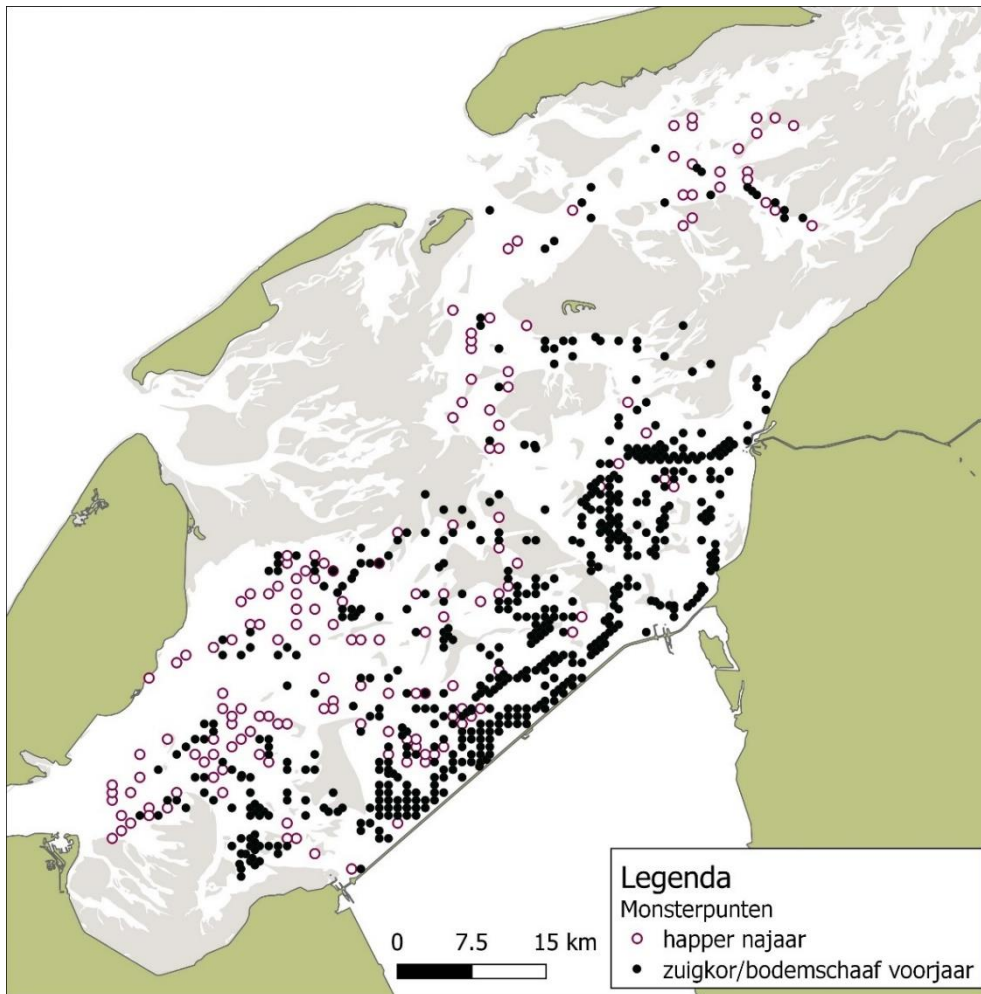 Legenda
Monsterpunten
happer najaar
zuigkor/bodemschaaf voorjaar
0 7.5 15 km